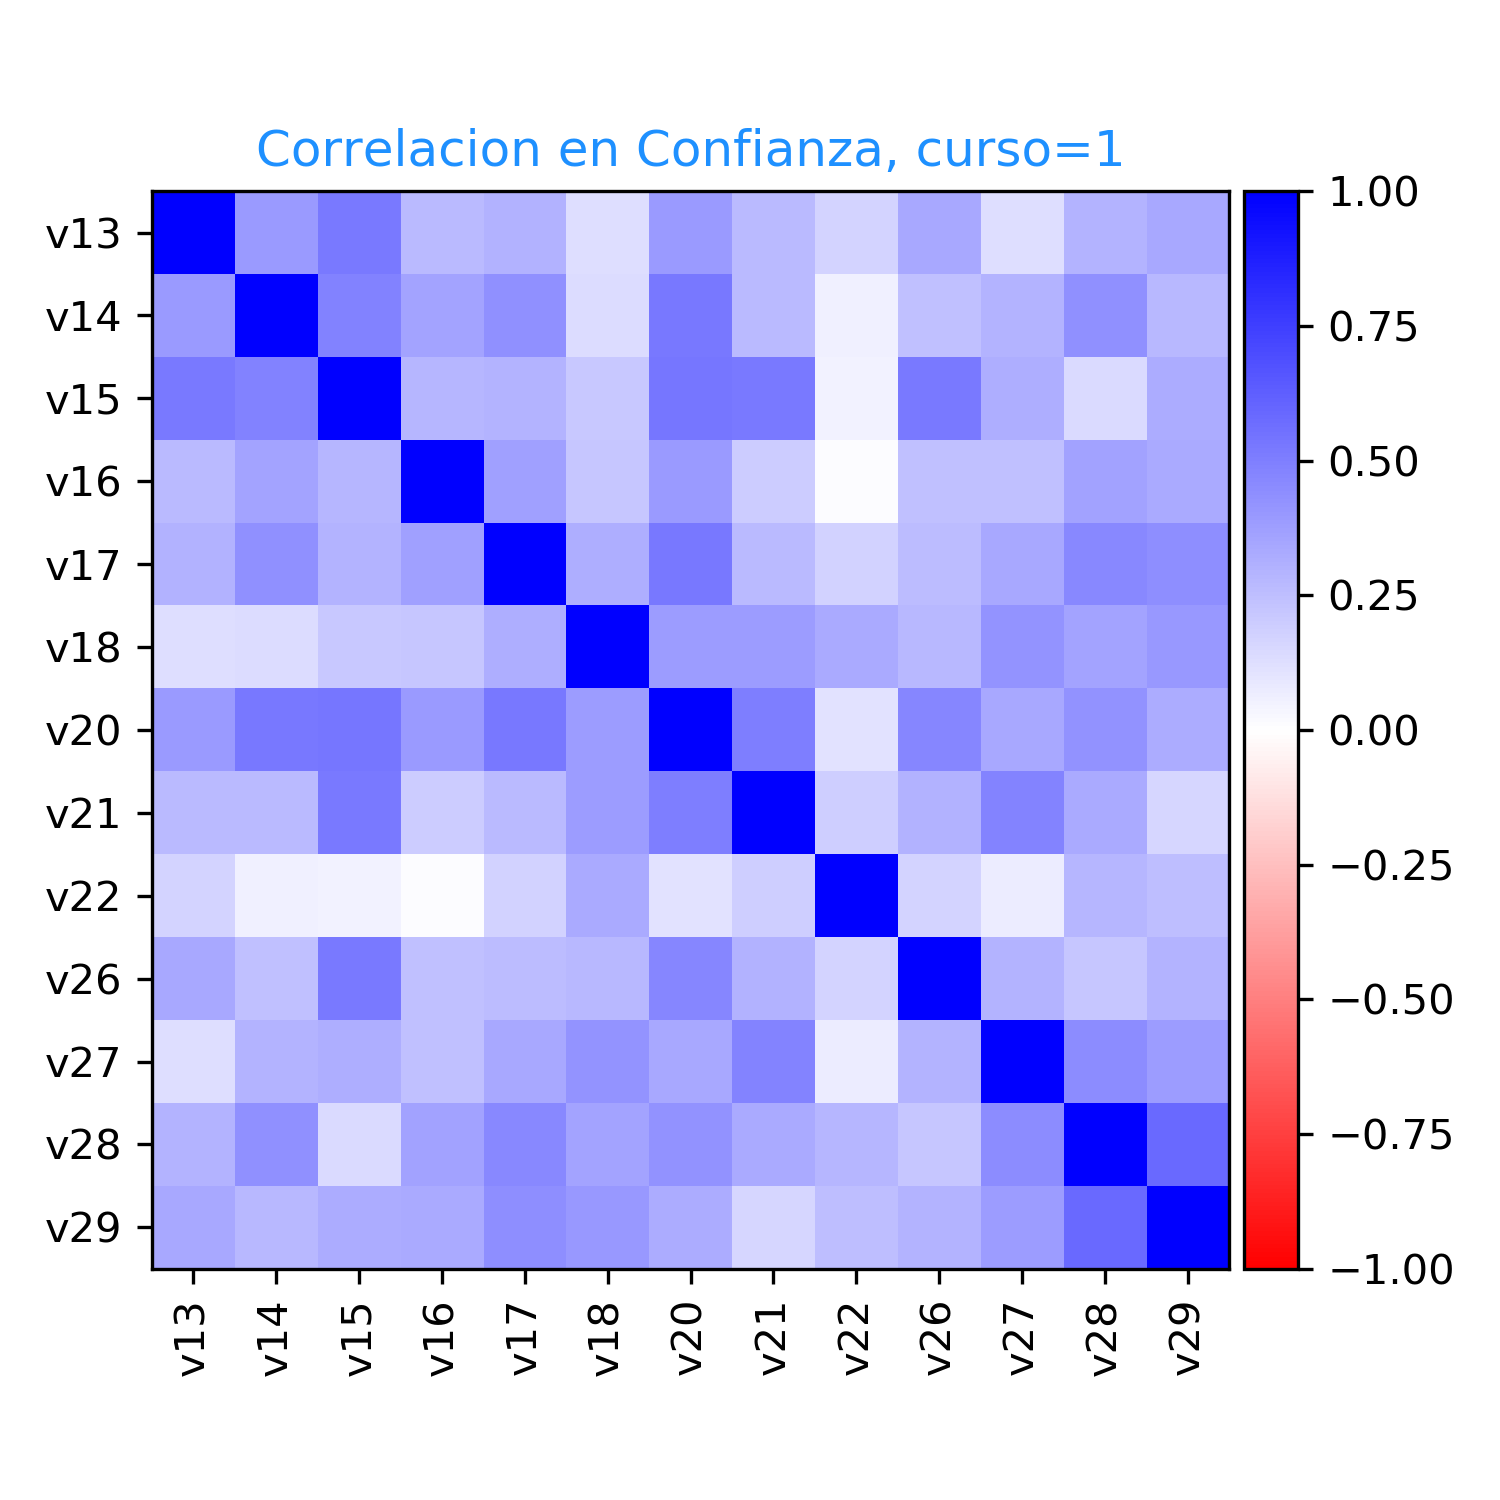 Correlacion en Confianza, curso=1
v13
v14
v15
v16
v17
v18
v20
v21
v22
v26
v27
v28
v29
v13 v14 v15 v16 v17 v18 v20 v21 v22 v26 v27 v28 v29
1.00
0.75
0.50
0.25
0.00
−0.25
−0.50
−0.75
−1.00